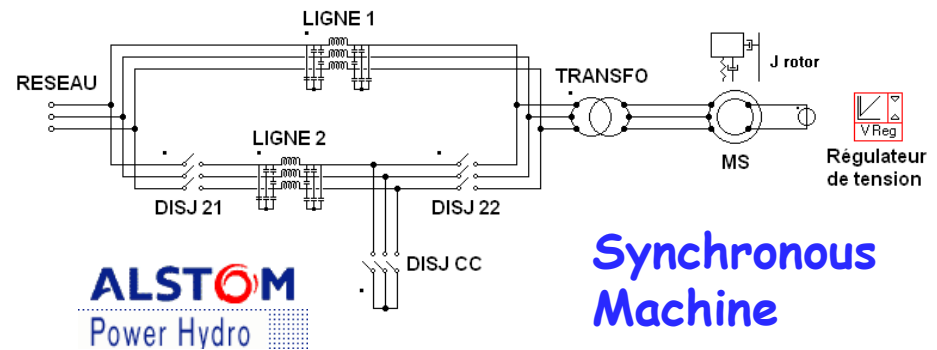 LIGNE 1
J rotor
RESEAU
TRANSFO
V Reg
LIGNE 2
MS
Régulateur
de tension
DISJ 21
DISJ 22
DISJ CC
Synchronous
Machine
ALSTOM
Power Hydro